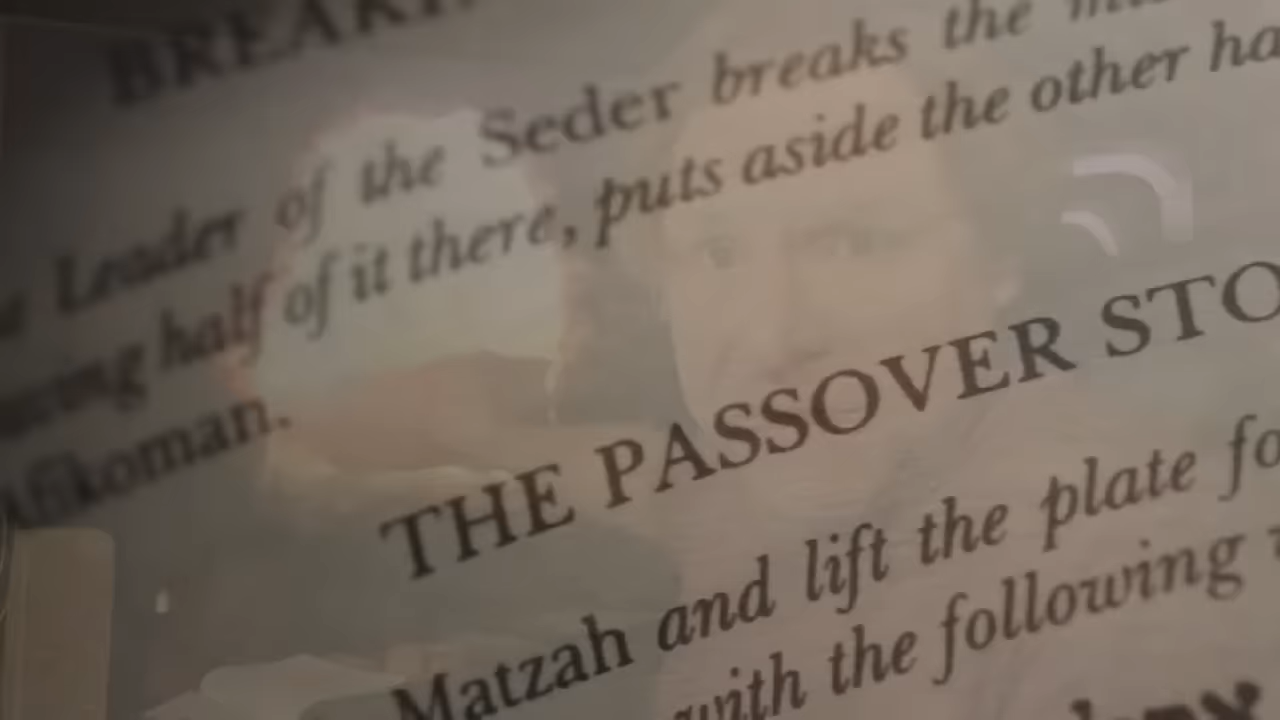 BREAKI
Leader of the Seder breaks the
half of it there, puts aside the other ha
Afikoman.
THE PASSOVER STO
Matzah and lift the plate fo
with the following